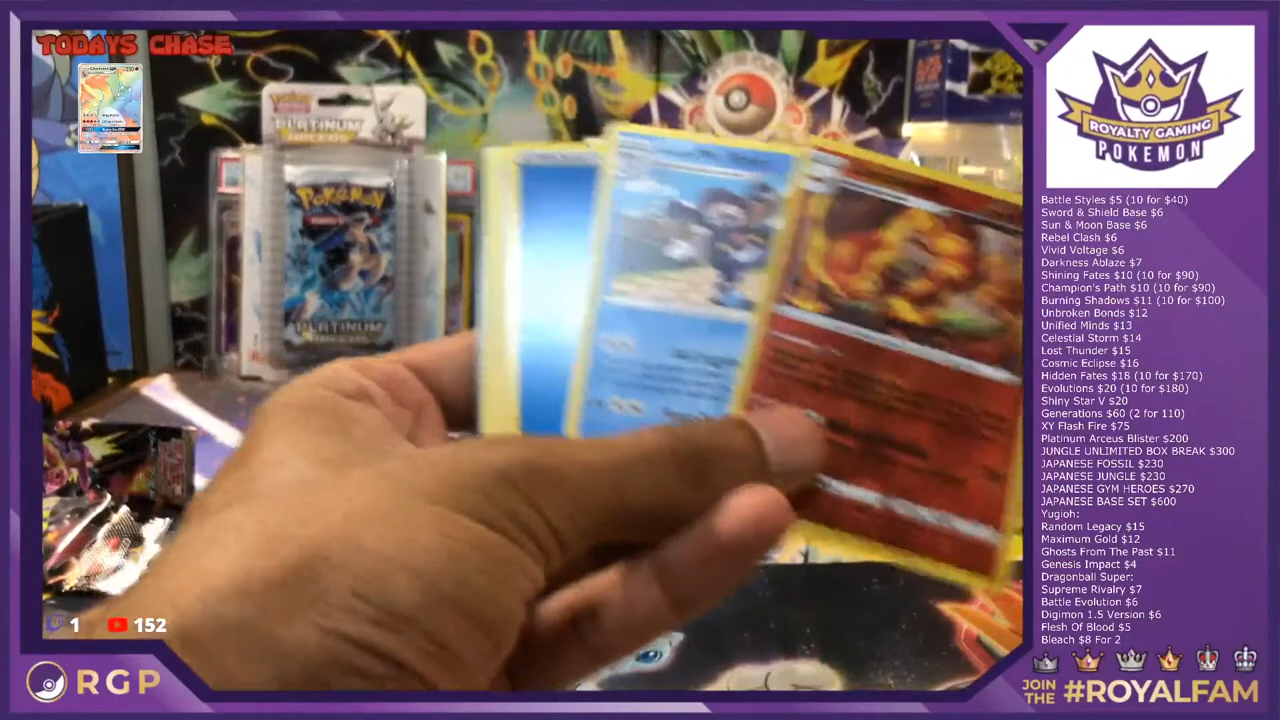 TODAYS CHASE
PLATINUM
POKéMON
PLATINUM
ROYALTY GAMING
POKEMON
Battle Styles $5 (10 for $40)
Sword & Shield Base $6
Sun & Moon Base $6
Rebel Clash $6
Vivid Voltage $6
Darkness Ablaze $7
Shining Fates $10 (10 for $90)
Champion's Path $10 (10 for $90)
Burning Shadows $11 (10 for $100)
Unbroken Bonds $12
Unified Minds $13
Celestial Storm $14
Lost Thunder $15
Cosmic Eclipse $16
Hidden Fates $18 (10 for $170)
Evolutions $20 (10 for $180)
Shiny Star V $20
Generations $60 (2 for 110)
XY Flash Fire $75
Platinum Arceus Blister $200
JUNGLE UNLIMITED BOX BREAK $300
JAPANESE FOSSIL $230
JAPANESE JUNGLE $230
JAPANESE GYM HEROES $270
JAPANESE BASE SET $600
Yugioh:
Random Legacy $15
Maximum Gold $12
Ghosts From The Past $11
Genesis Impact $4
Dragonball Super:
Supreme Rivalry $7
Battle Evolution $6
Digimon 1.5 Version $6
Flesh Of Blood $5
Bleach $8 For 2
1
152
RGP
JOIN
THE #ROYALFAM